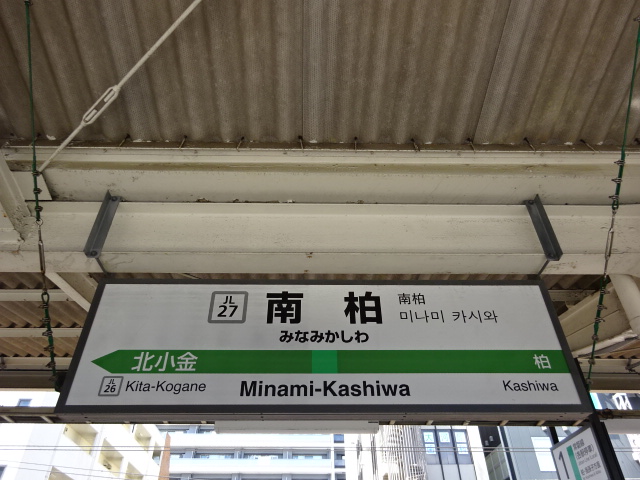 JL
27
南 柏
南柏
미나미 카시와
みなみかしわ
北小金
柏
JL
26
Kita-Kogane
Minami-Kashiwa
Kashiwa
1